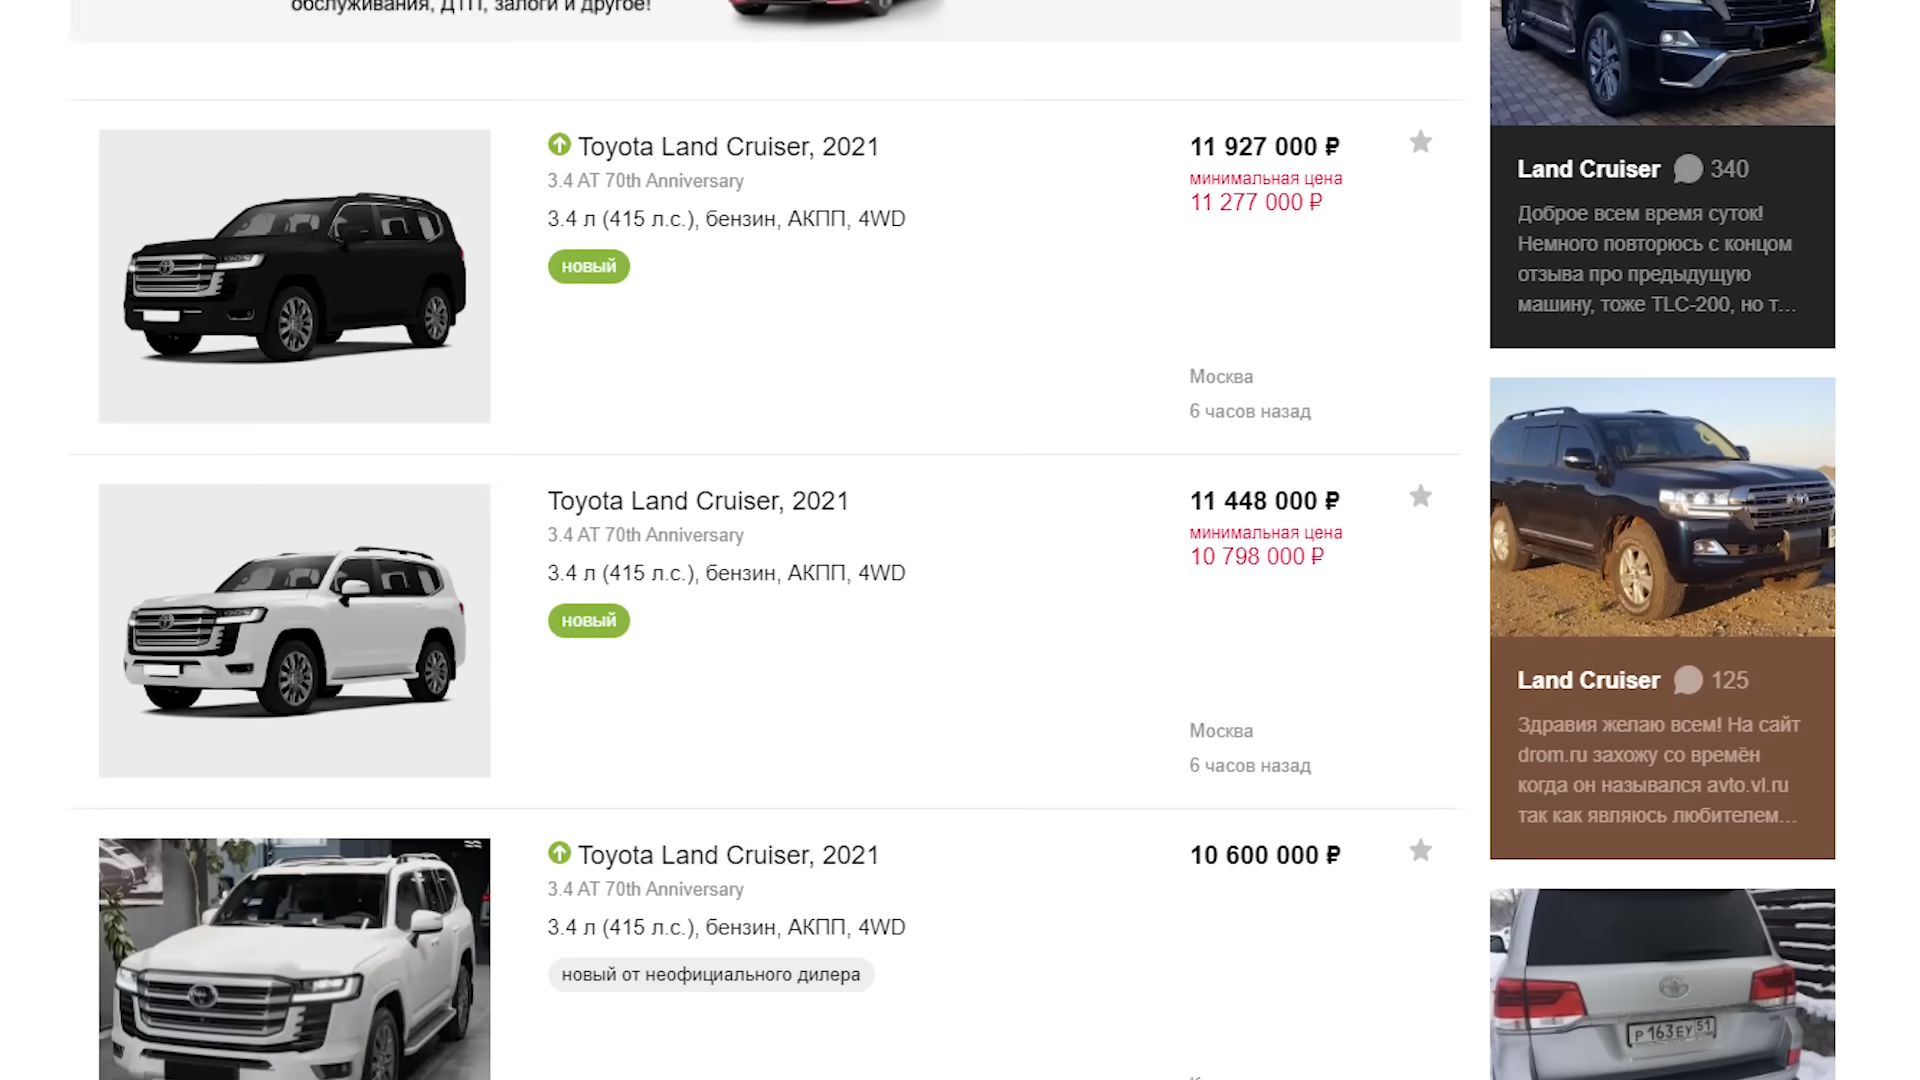 обслуживания, ДТП, залоги и другое!
Toyota Land Cruiser, 2021
3.4 AT 70th Anniversary
3.4 л (415 л.с.), бензин, АКПП, 4WD
новый
11 927 000 ₽
минимальная цена
11 277 000 ₽
Москва
6 часов назад
Toyota Land Cruiser, 2021
3.4 AT 70th Anniversary
3.4 л (415 л.с.), бензин, АКПП, 4WD
новый
11 448 000 ₽
минимальная цена
10 798 000 ₽
Москва
6 часов назад
Toyota Land Cruiser, 2021
3.4 AT 70th Anniversary
3.4 л (415 л.с.), бензин, АКПП, 4WD
новый от неофициального дилера
10 600 000 ₽
Land Cruiser 340
Доброе всем время суток!
Немного повторюсь с концом
отзыва про предыдущую
машину, тоже TLC-200, но т...
Land Cruiser 125
Здравия желаю всем! На сайт
drom.ru захожу со времён
когда он назывался avto.vl.ru
так как являюсь любителем...
Р 163 ЕУ 51